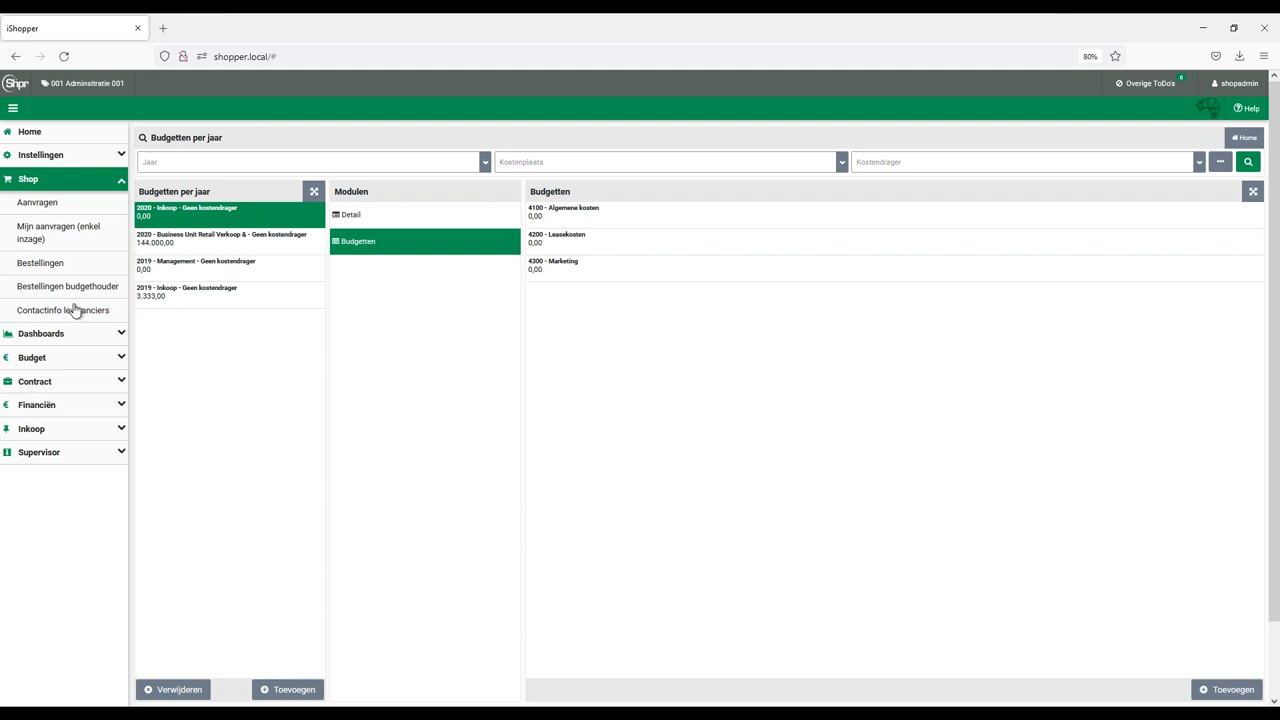 iShopper
shopper.local/#
80%
Shpr
001 Adminsitratie 001
Overige ToDo's
shopadmin
Help
Home
Instellingen
Shop
Aanvragen
Mijn aanvragen (enkel
inzage)
Bestellingen
Bestellingen budgethouder
Contactinfo
Dashboards
Budget
Contract
Financiën
Inkoop
Supervisor
Budgetten per jaar
Home
Jaar
Kostenplaats
Kostendrager
Budgetten per jaar
2020 - Inkoop - Geen kostendrager
0,00
2020 - Business Unit Retail Verkoop & - Geen kostendrager
144.000,00
2019 - Management - Geen kostendrager
0,00
2019 - Inkoop - Geen kostendrager
3.333,00
Verwijderen
Toevoegen
Modulen
Detail
Budgetten
Budgetten
4100 - Algemene kosten
0,00
4200 - Leasekosten
0,00
4300 - Marketing
0,00
Toevoegen